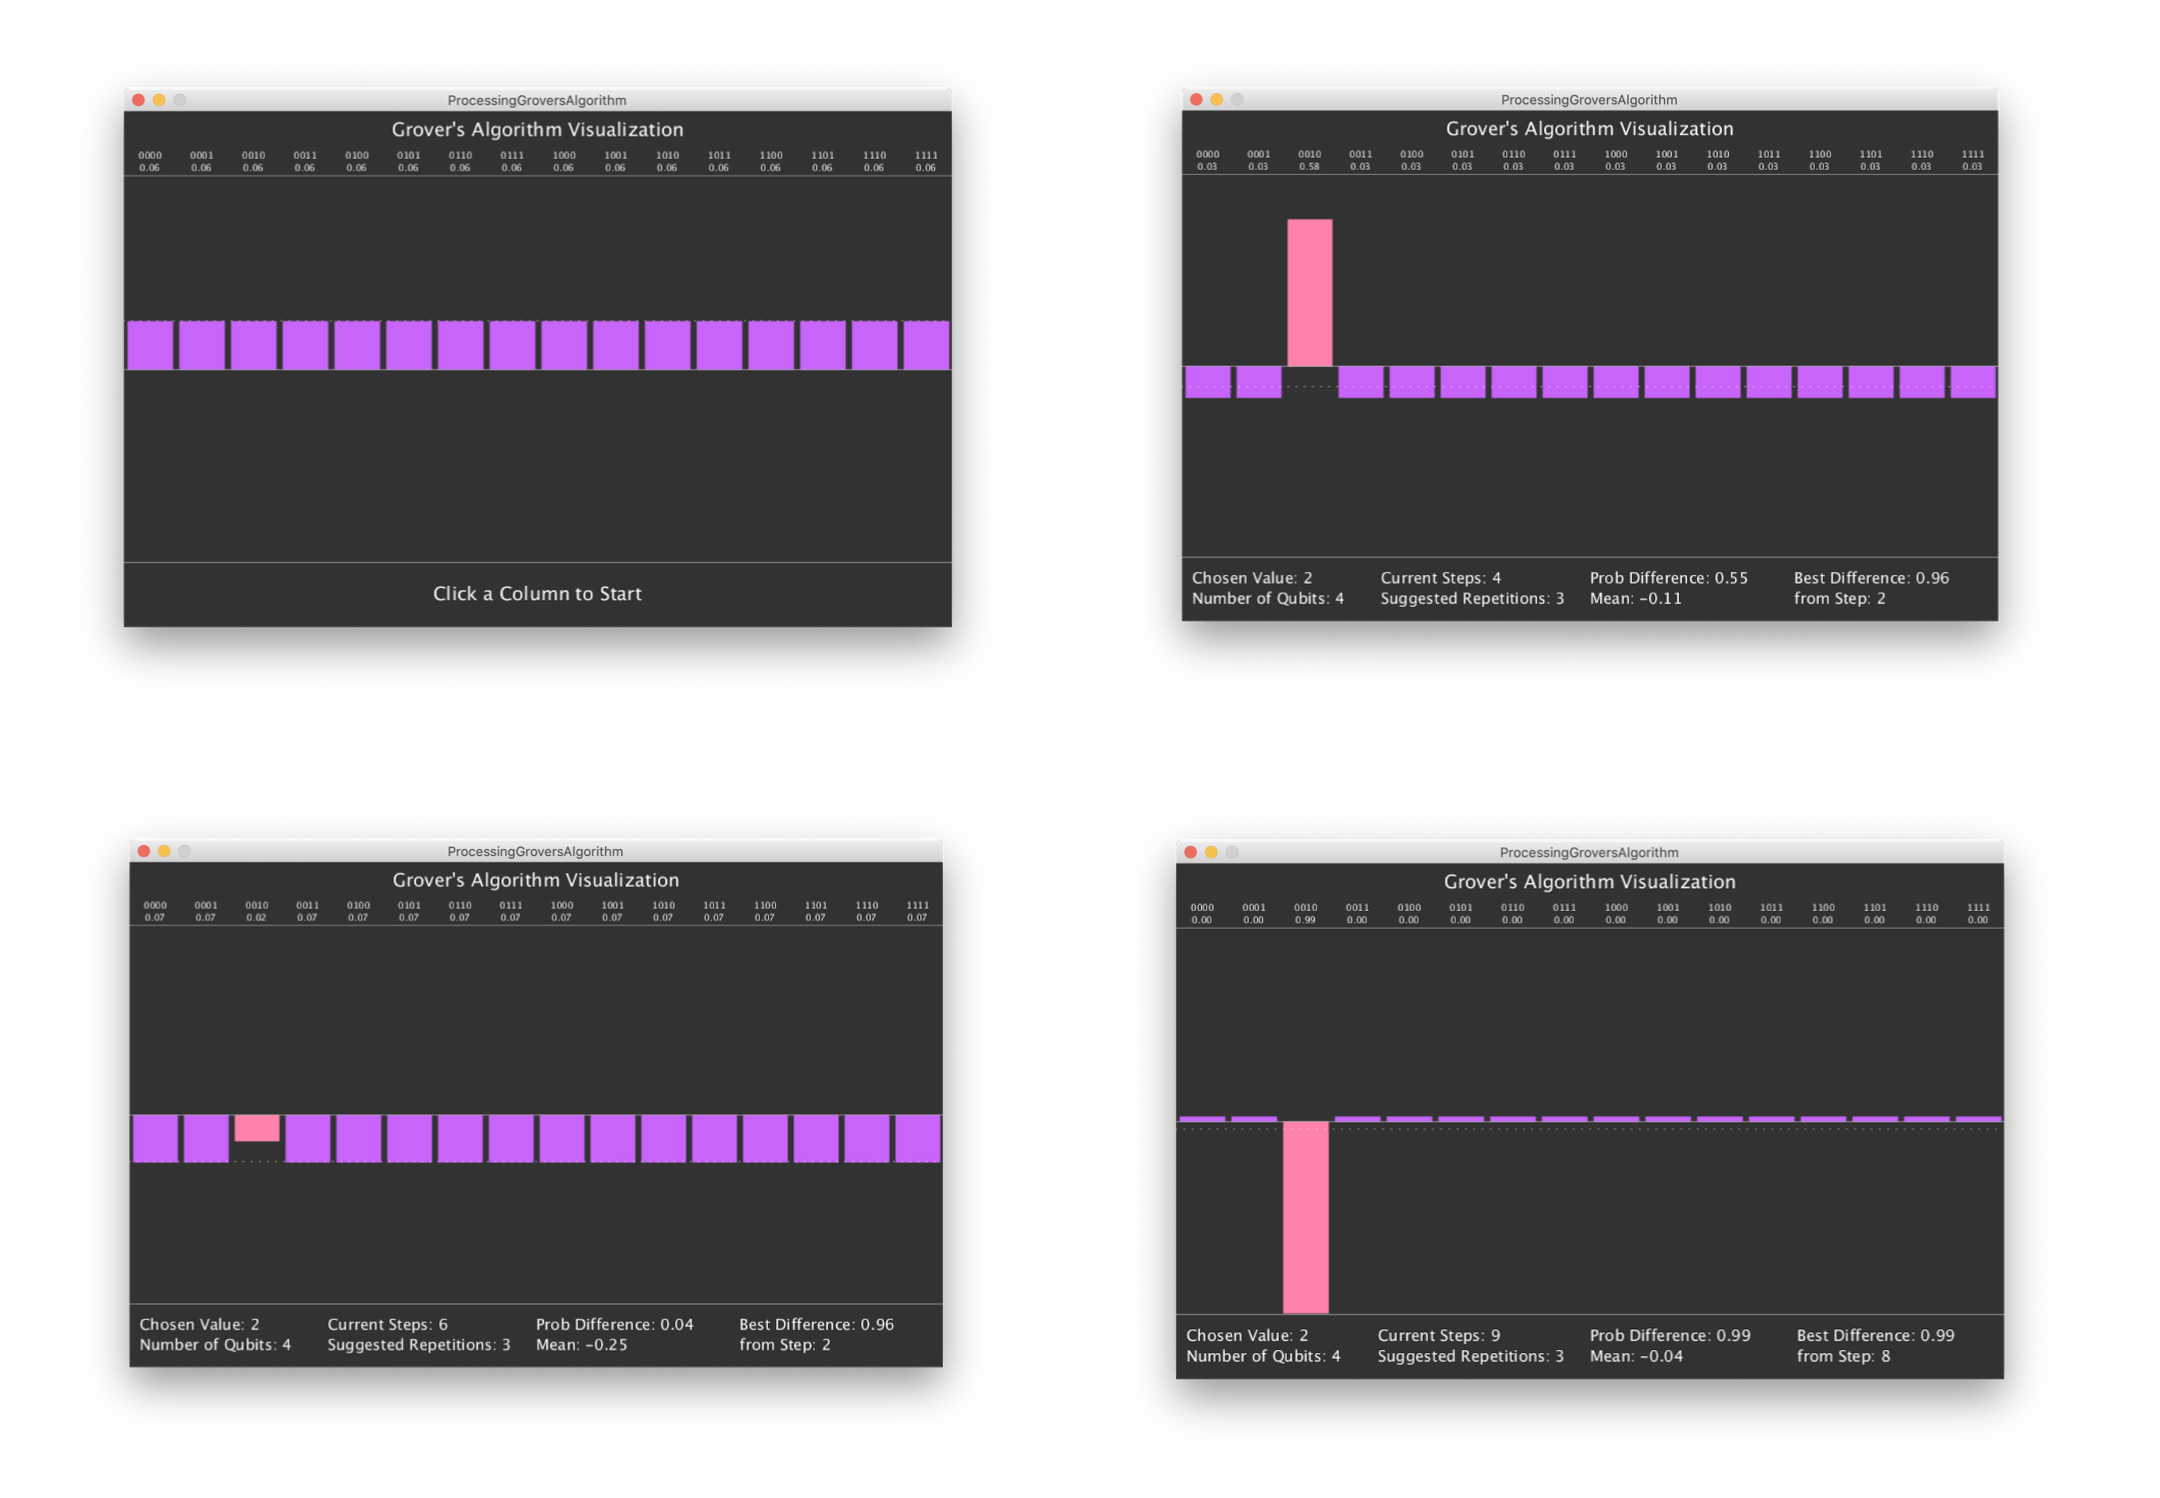 ProcessingGroversAlgorithm
Grover's Algorithm Visualization
0000 0001 0010 0011 0100 0101 0110 0111 1000 1001 1010 1011 1100 1101 1110 1111
0.06 0.06 0.06 0.06 0.06 0.06 0.06 0.06 0.06 0.06 0.06 0.06 0.06 0.06 0.06 0.06
Click a Column to Start
ProcessingGroversAlgorithm
Grover's Algorithm Visualization
0000 0001 0010 0011 0100 0101 0110 0111 1000 1001 1010 1011 1100 1101 1110 1111
0.03 0.03 0.58 0.03 0.03 0.03 0.03 0.03 0.03 0.03 0.03 0.03 0.03 0.03 0.03 0.03
Chosen Value: 2 Current Steps: 4 Prob Difference: 0.55 Best Difference: 0.96
Number of Qubits: 4 Suggested Repetitions: 3 Mean: -0.11 from Step: 2
ProcessingGroversAlgorithm
Grover's Algorithm Visualization
0000 0001 0010 0011 0100 0101 0110 0111 1000 1001 1010 1011 1100 1101 1110 1111
0.07 0.07 0.02 0.07 0.07 0.07 0.07 0.07 0.07 0.07 0.07 0.07 0.07 0.07 0.07 0.07
Chosen Value: 2 Current Steps: 6 Prob Difference: 0.04 Best Difference: 0.96
Number of Qubits: 4 Suggested Repetitions: 3 Mean: -0.25 from Step: 2
ProcessingGroversAlgorithm
Grover's Algorithm Visualization
0000 0001 0010 0011 0100 0101 0110 0111 1000 1001 1010 1011 1100 1101 1110 1111
0.00 0.00 0.99 0.00 0.00 0.00 0.00 0.00 0.00 0.00 0.00 0.00 0.00 0.00 0.00 0.00
Chosen Value: 2 Current Steps: 9 Prob Difference: 0.99 Best Difference: 0.99
Number of Qubits: 4 Suggested Repetitions: 3 Mean: -0.04 from Step: 8